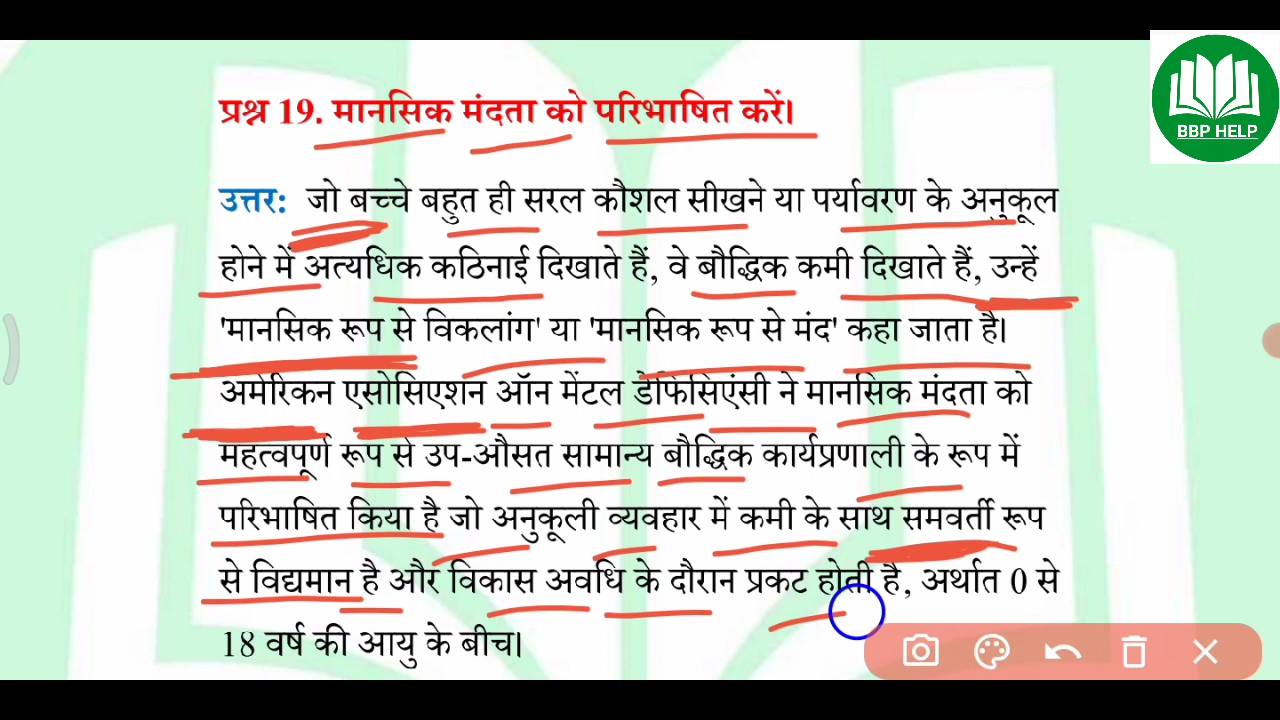 BBP HELP
प्रश्न 19. मानसिक मंदता को परिभाषित करें।
उत्तर: जो बच्चे बहुत ही सरल कौशल सीखने या पर्यावरण के अनुकूल
होने में अत्यधिक कठिनाई दिखाते हैं, वे बौद्धिक कमी दिखाते हैं, उन्हें
'मानसिक रूप से विकलांग' या 'मानसिक रूप से मंद' कहा जाता है।
अमेरिकन एसोसिएशन ऑन मेंटल डेफिसिएंसी ने मानसिक मंदता को
महत्वपूर्ण रूप से उप-औसत सामान्य बौद्धिक कार्यप्रणाली के रूप में
परिभाषित किया है जो अनुकूली व्यवहार में कमी के साथ समवर्ती रूप
से विद्यमान है और विकास अवधि के दौरान प्रकट होती है, अर्थात 0 से
18 वर्ष की आयु के बीच।